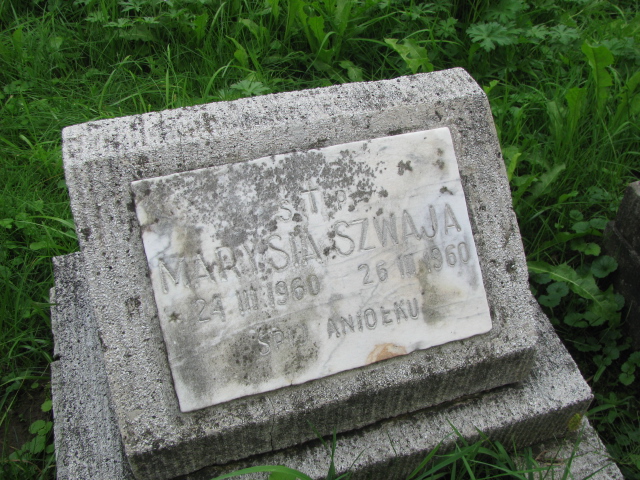 Ś † P
MARYSIA SZWAJA
* 24 III 1960 26 III 1960
ŚPIJ ANIOŁKU